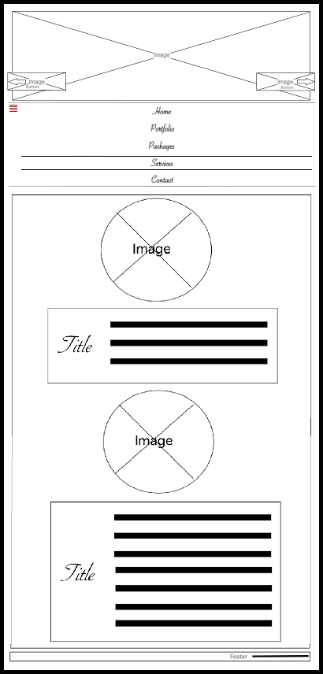 Image
Image
Button
Image
Button
Home
Portfolio
Packages
Services
Contact
Image
Title
Image
Title
Footer